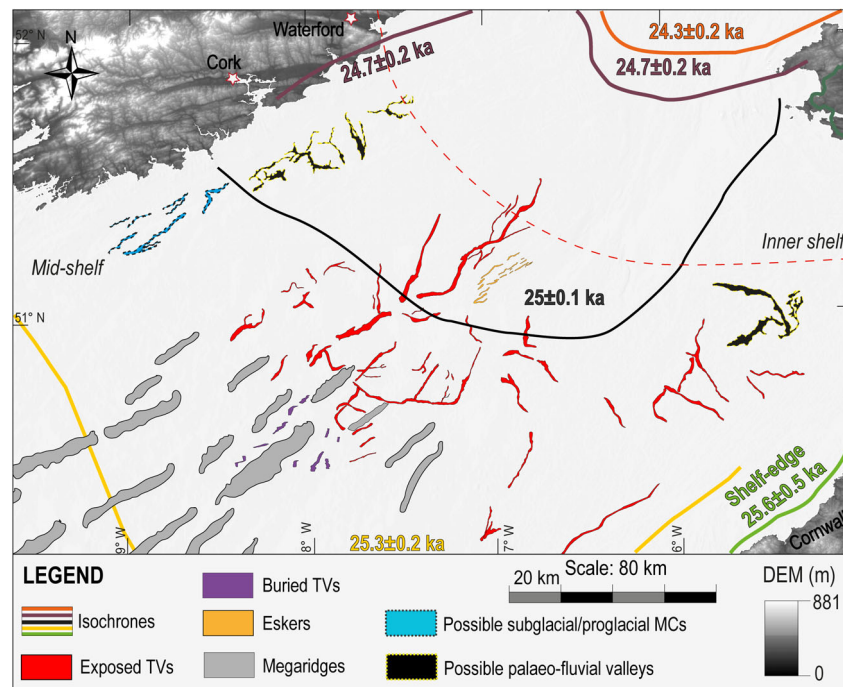 52° N
N
Waterford
Cork
24.7±0.2 ka
24.3±0.2 ka
24.7±0.2 ka
Mid-shelf
Inner shelf
25±0.1 ka
51° N
Shelf-edge
25.6±0.5 ka
Cornwall
25.3±0.2 ka
9° W
8° W
7° W
6° W
LEGEND
Isochrones
Exposed TVs
Buried TVs
Eskers
Megaridges
Scale: 80 km
20 km
Possible subglacial/proglacial MCs
Possible palaeo-fluvial valleys
DEM (m)
881
0